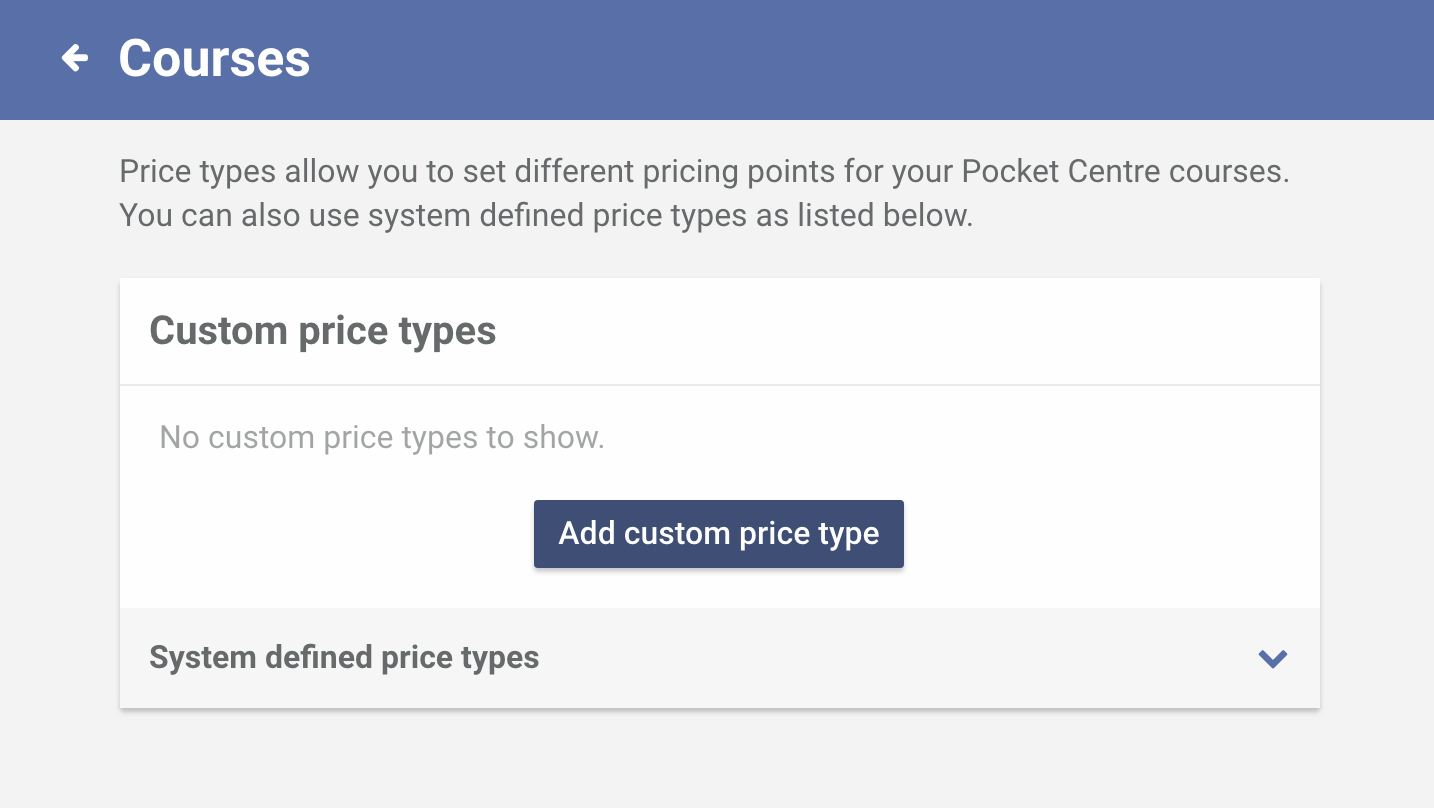 Courses
Price types allow you to set different pricing points for your Pocket Centre courses.
You can also use system defined price types as listed below.
Custom price types
No custom price types to show.
Add custom price type
System defined price types